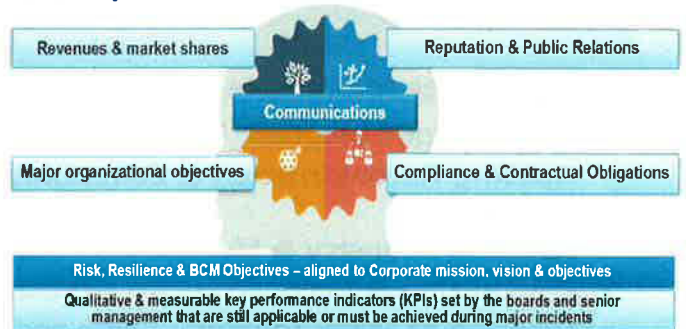 Revenues & market shares
Reputation & Public Relations
Communications
Major organizational objectives
Compliance & Contractual Obligations
Risk, Resilience & BCM Objectives – aligned to Corporate mission, vision & objectives
Qualitative & measurable key performance indicators (KPIs) set by the boards and senior
management that are still applicable or must be achieved during major incidents